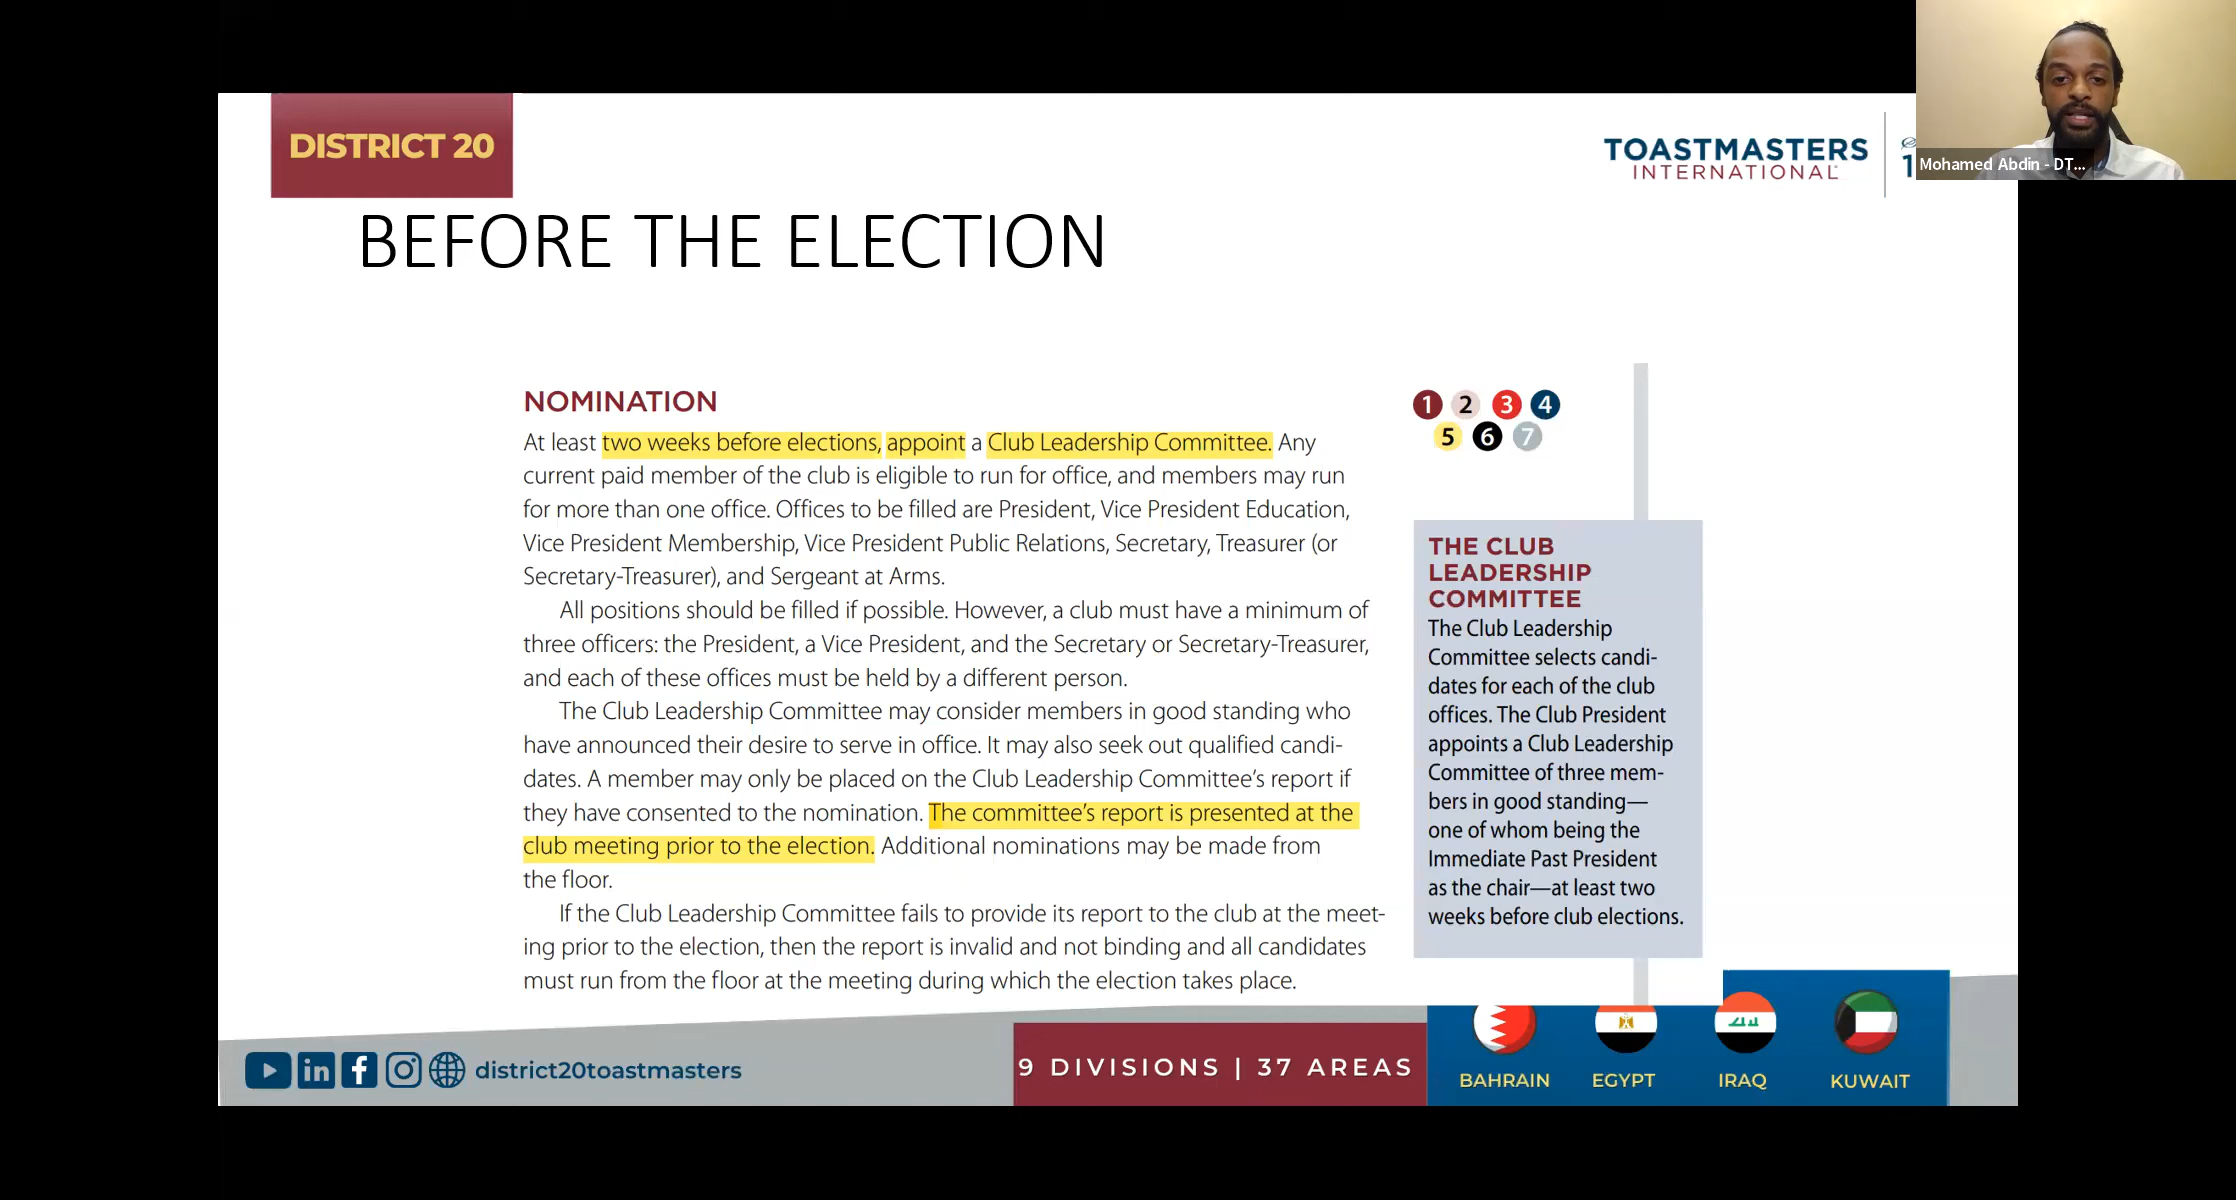 DISTRICT 20
TOASTMASTERS
INTERNATIONAL
Mohamed Abdin - DT...
BEFORE THE ELECTION
NOMINATION
At least two weeks before elections, appoint a Club Leadership Committee. Any
current paid member of the club is eligible to run for office, and members may run
for more than one office. Offices to be filled are President, Vice President Education,
Vice President Membership, Vice President Public Relations, Secretary, Treasurer (or
Secretary-Treasurer), and Sergeant at Arms.
All positions should be filled if possible. However, a club must have a minimum of
three officers: the President, a Vice President, and the Secretary or Secretary-Treasurer,
and each of these offices must be held by a different person.
The Club Leadership Committee may consider members in good standing who
have announced their desire to serve in office. It may also seek out qualified candi-
dates. A member may only be placed on the Club Leadership Committee's report if
they have consented to the nomination. The committee's report is presented at the
club meeting prior to the election. Additional nominations may be made from
the floor.
If the Club Leadership Committee fails to provide its report to the club at the meet-
ing prior to the election, then the report is invalid and not binding and all candidates
must run from the floor at the meeting during which the election takes place.
1 2 3 4
5 6 7
THE CLUB
LEADERSHIP
COMMITTEE
The Club Leadership
Committee selects candi-
dates for each of the club
offices. The Club President
appoints a Club Leadership
Committee of three mem-
bers in good standing—
one of whom being the
Immediate Past President
as the chair—at least two
weeks before club elections.
district20toastmasters
9 DIVISIONS | 37 AREAS
BAHRAIN
EGYPT
IRAQ
KUWAIT